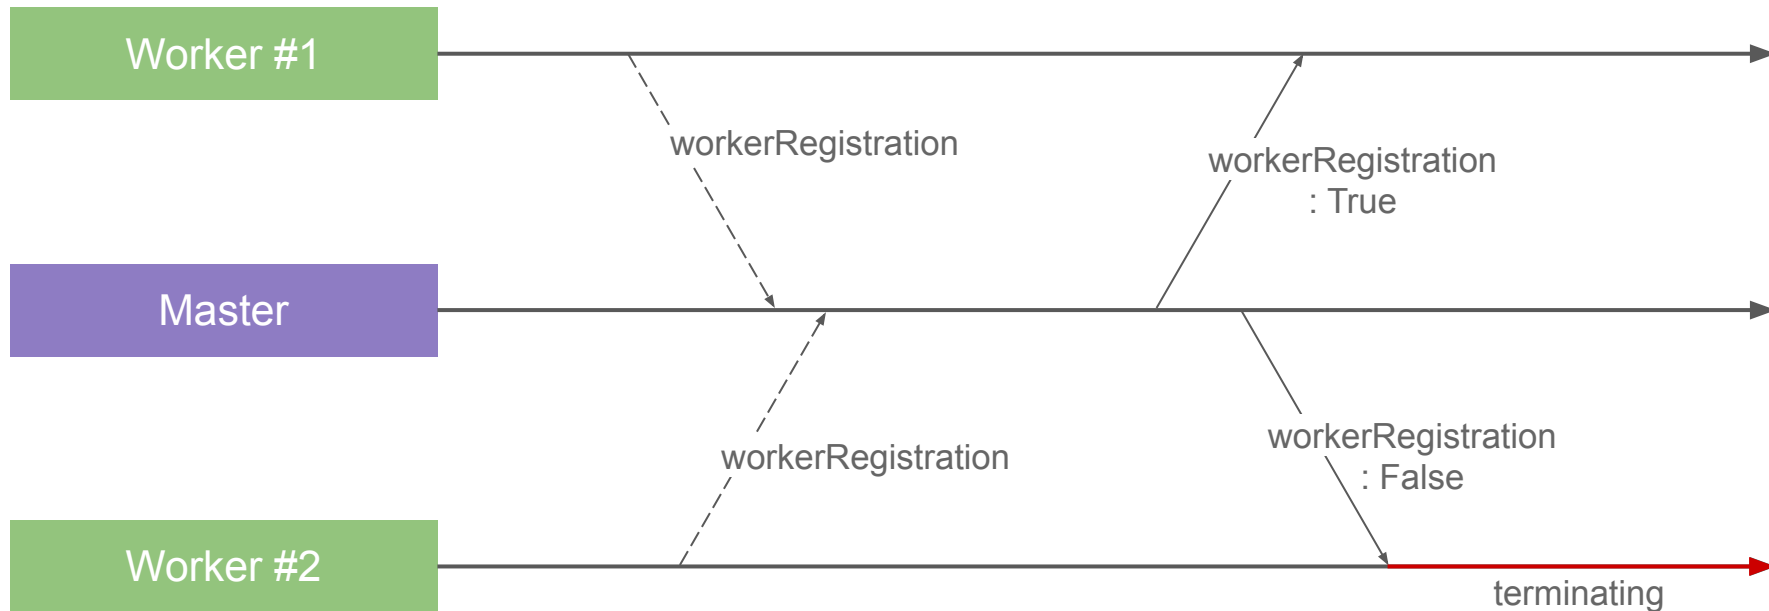 Worker #1
workerRegistration
workerRegistration
: True
Master
workerRegistration
workerRegistration
: False
Worker #2
terminating